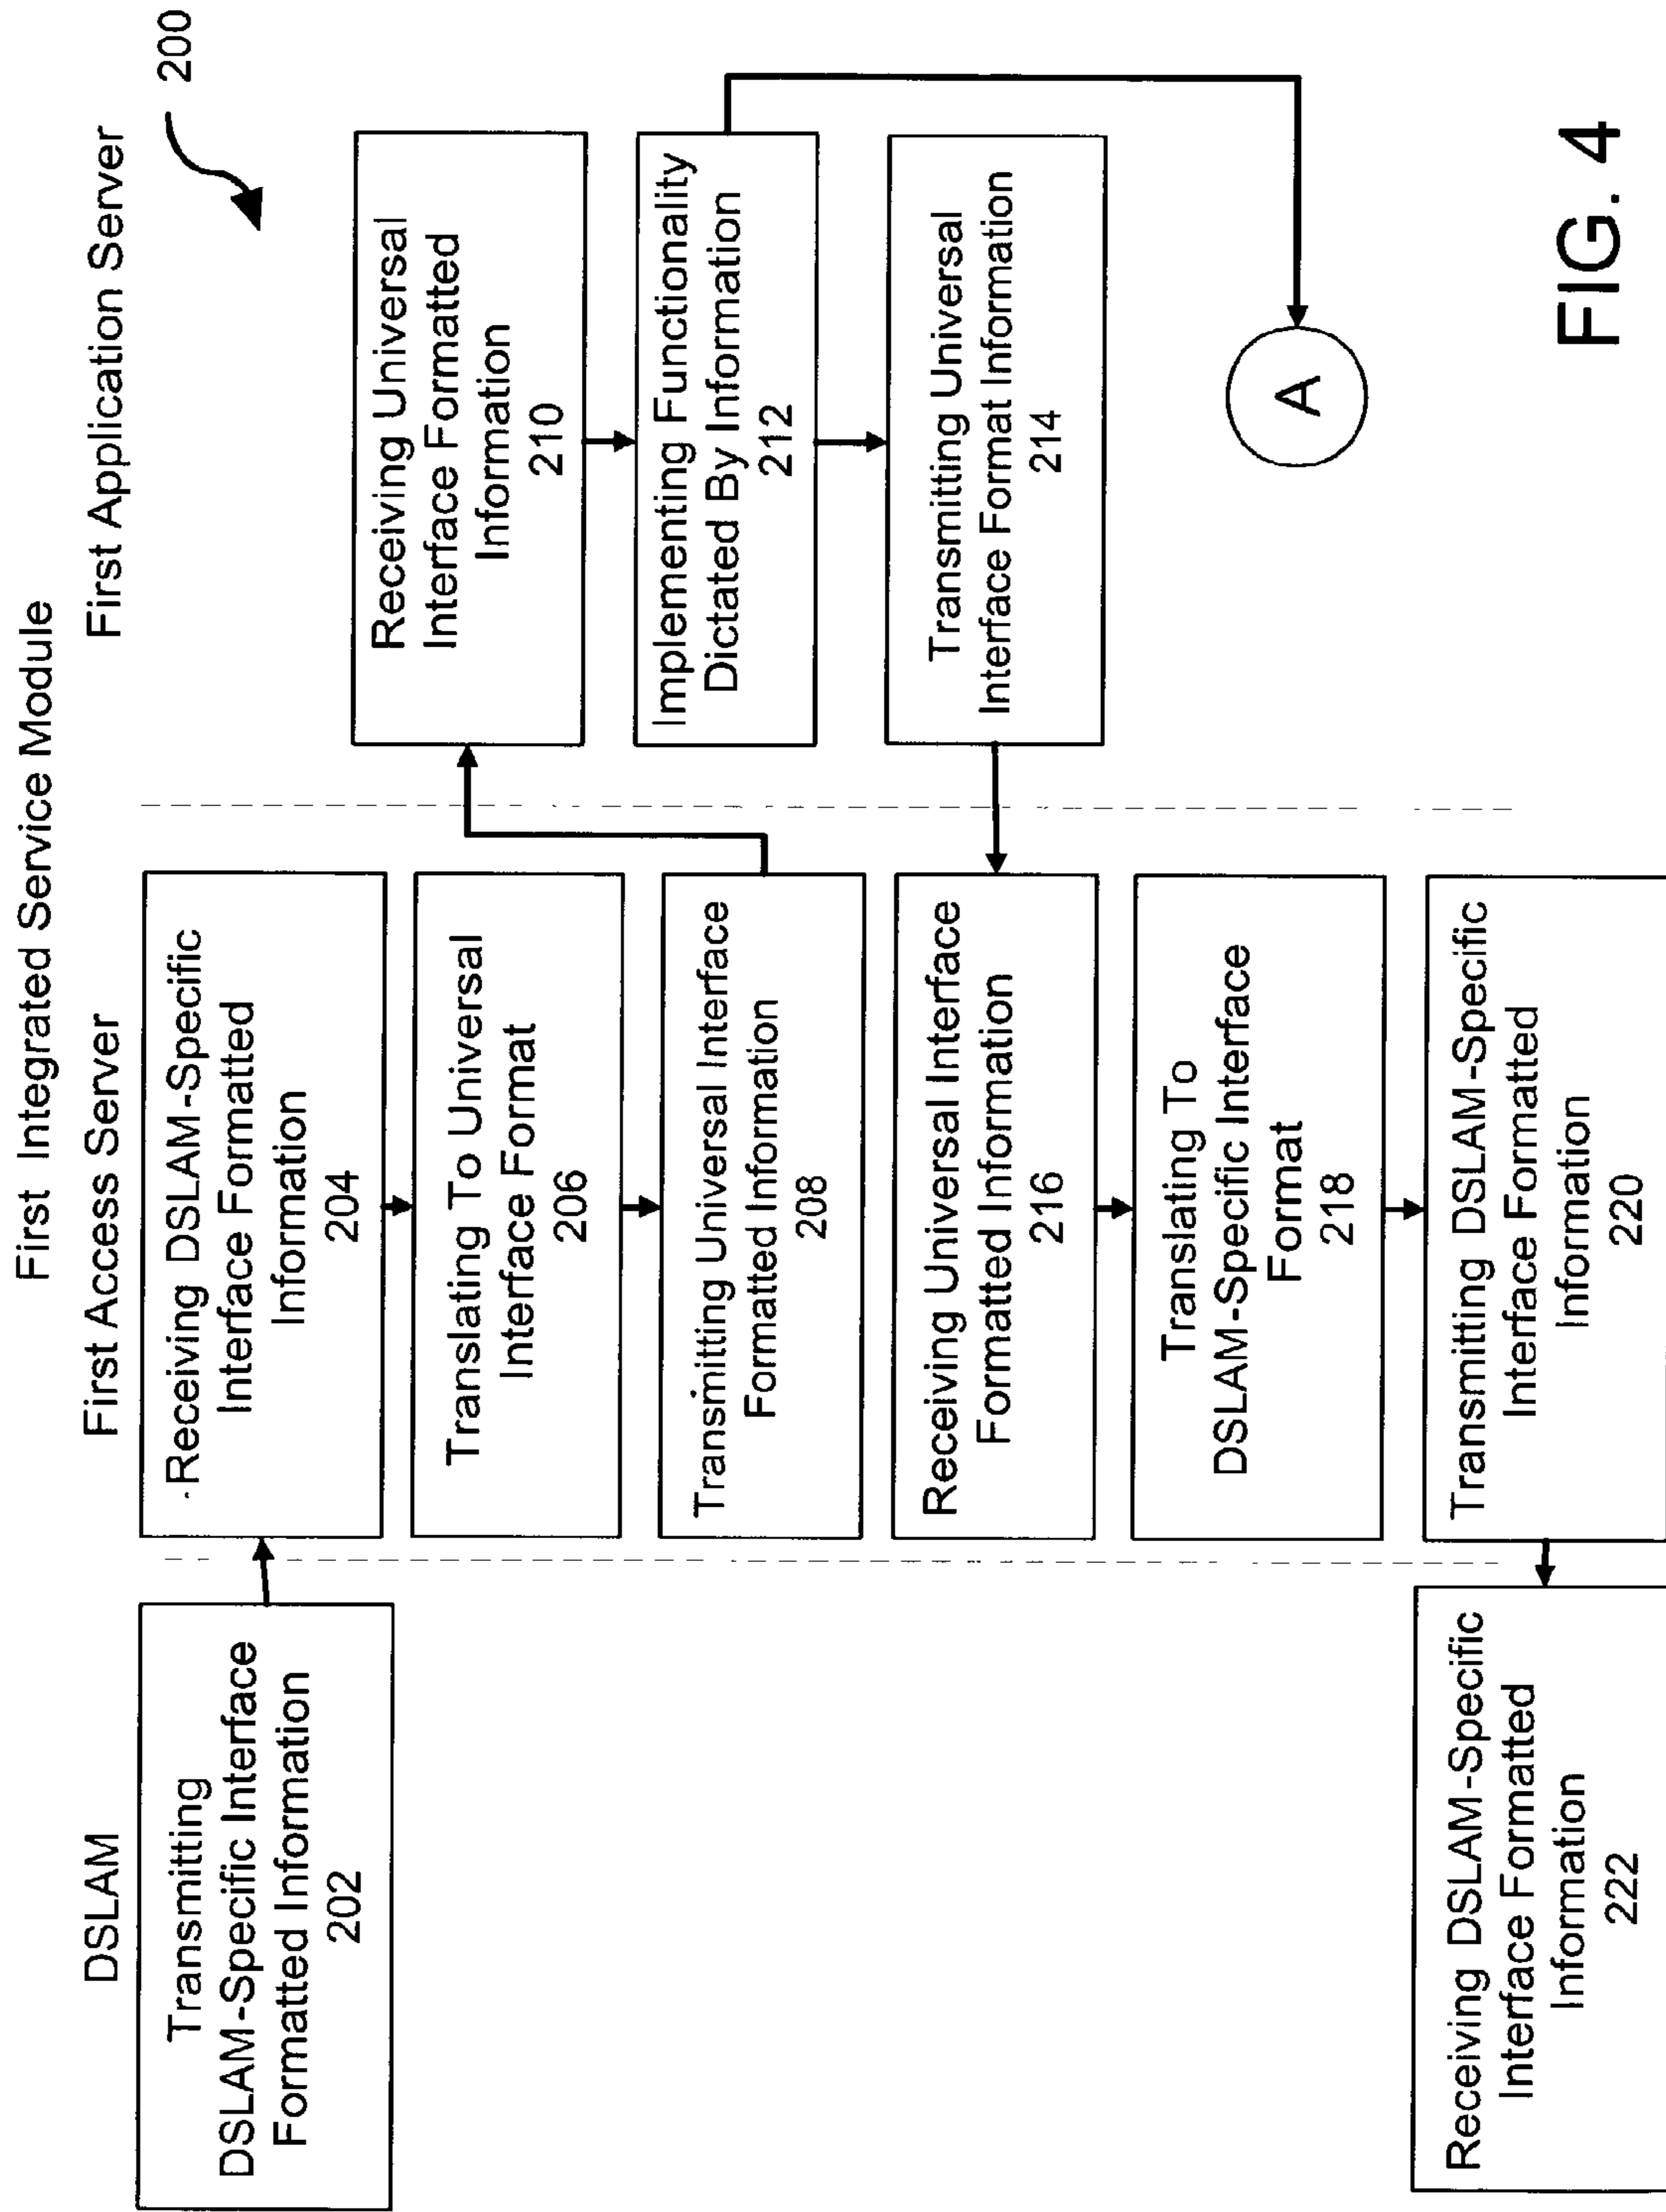 First Integrated Service Module
DSLAM
First Access Server
First Application Server
200
Transmitting
DSLAM-Specific Interface
Formatted Information
202
Receiving DSLAM-Specific
Interface Formatted
Information
204
Translating To Universal
Interface Format
206
Transmitting Universal Interface
Formatted Information
208
Receiving Universal
Interface Formatted
Information
210
Implementing Functionality
Dictated By Information
212
Transmitting Universal
Interface Format Information
214
Receiving Universal Interface
Formatted Information
216
Translating To
DSLAM-Specific Interface
Format
218
Transmitting DSLAM-Specific
Interface Formatted
Information
220
Receiving DSLAM-Specific
Interface Formatted
Information
222
A
FIG. 4